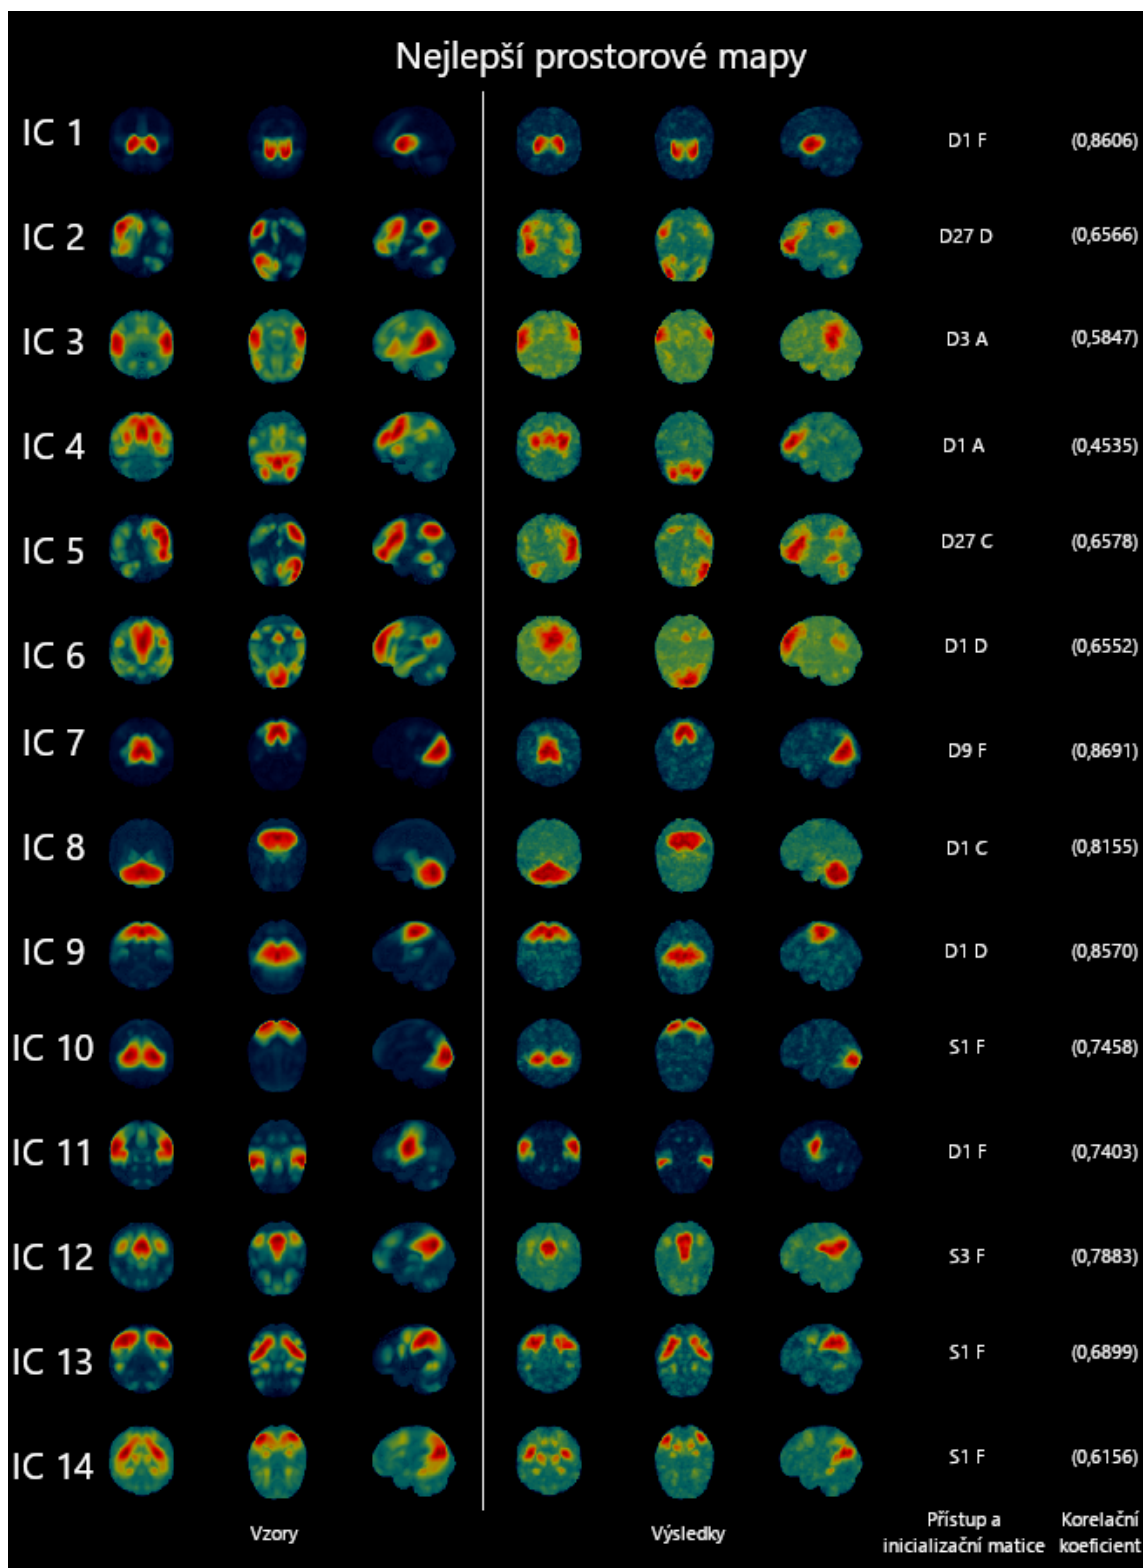 Nejlepší prostorové mapy
IC 1 D1 F (0,8606)
IC 2 D27 D (0,6566)
IC 3 D3 A (0,5847)
IC 4 D1 A (0,4535)
IC 5 D27 C (0,6578)
IC 6 D1 D (0,6552)
IC 7 D9 F (0,8691)
IC 8 D1 C (0,8155)
IC 9 D1 D (0,8570)
IC 10 S1 F (0,7458)
IC 11 D1 F (0,7403)
IC 12 S3 F (0,7883)
IC 13 S1 F (0,6899)
IC 14 S1 F (0,6156)
Vzory
Výsledky
Přístup a
inicializační matice
Korelační
koeficient